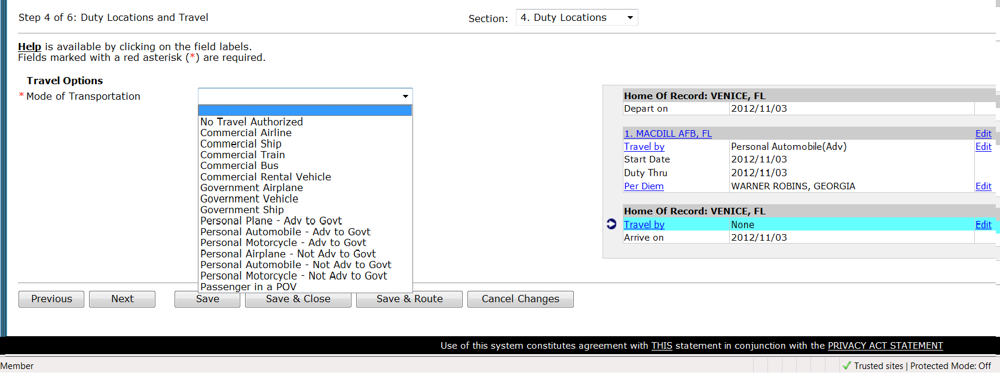 Step 4 of 6: Duty Locations and Travel
Section: 4. Duty Locations
Help is available by clicking on the field labels.
Fields marked with a red asterisk (*) are required.
Travel Options
* Mode of Transportation
No Travel Authorized
Commercial Airline
Commercial Ship
Commercial Train
Commercial Bus
Commercial Rental Vehicle
Government Airplane
Government Vehicle
Government Ship
Personal Plane - Adv to Govt
Personal Automobile - Adv to Govt
Personal Motorcycle - Adv to Govt
Personal Airplane - Not Adv to Govt
Personal Automobile - Not Adv to Govt
Personal Motorcycle - Not Adv to Govt
Passenger in a POV
Home Of Record: VENICE, FL
Depart on 2012/11/03
1. MACDILL AFB, FL Edit
Travel by Personal Automobile(Adv) Edit
Start Date 2012/11/03
Duty Thru 2012/11/03
Per Diem WARNER ROBINS, GEORGIA Edit
Home Of Record: VENICE, FL
Travel by None Edit
Arrive on 2012/11/03
Previous Next Save Save & Close Save & Route Cancel Changes
Use of this system constitutes agreement with THIS statement in conjunction with the PRIVACY ACT STATEMENT
Member Trusted sites | Protected Mode: Off